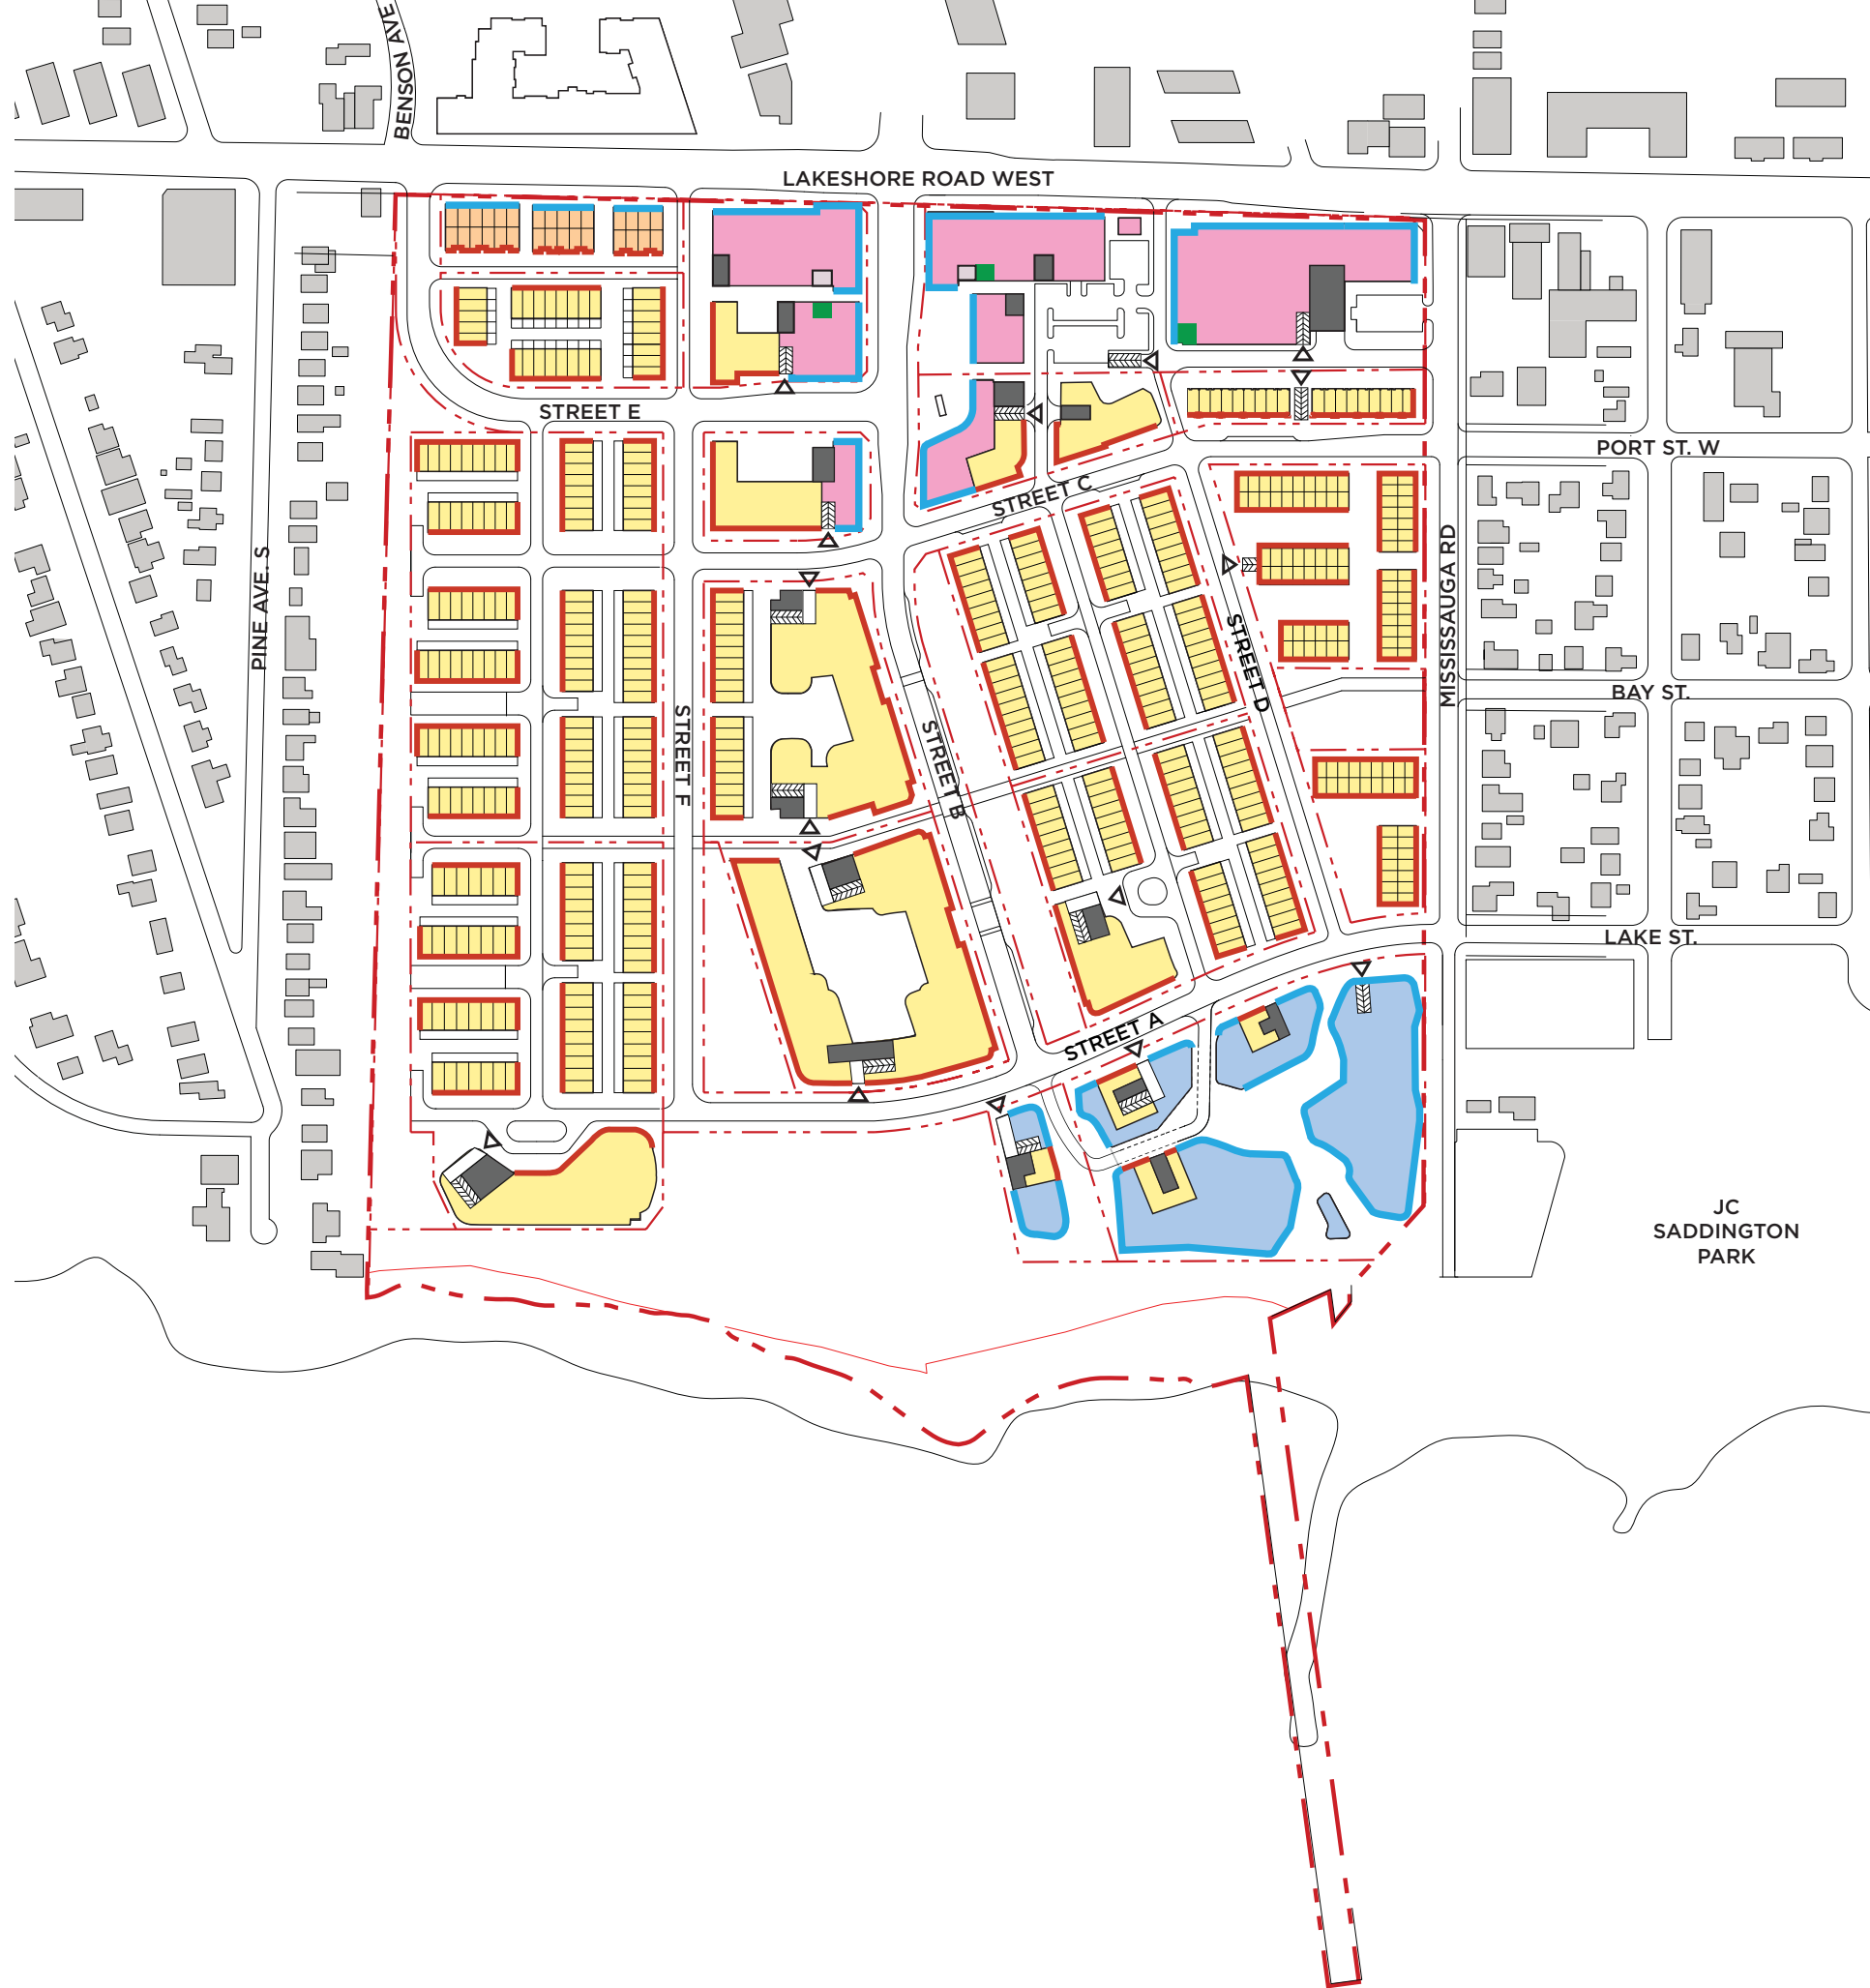 BENSON AVE
LAKESHORE ROAD WEST
STREET E
PORT ST. W
STREET C
PINE AVE. S
MISSISSAUGA RD
STREET D
BAY ST.
STREET F
STREET B
LAKE ST.
STREET A
JC
SADDINGTON
PARK